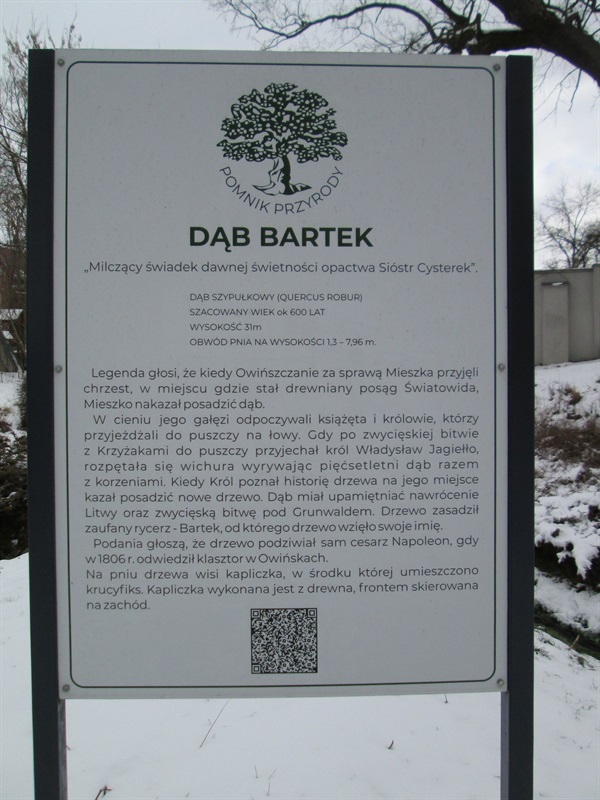 POMNIK PRZYRODY
DĄB BARTEK
„Milczący świadek dawnej świetności opactwa Sióstr Cysterek”.
DĄB SZYPUŁKOWY (QUERCUS ROBUR)
SZACOWANY WIEK ok 600 LAT
WYSOKOŚĆ 31m
OBWÓD PNIA NA WYSOKOŚCI 1,3 – 7,96 m.
Legenda głosi, że kiedy Owińszczanie za sprawą Mieszka przyjęli
chrzest, w miejscu gdzie stał drewniany posąg Światowida,
Mieszko nakazał posadzić dąb.
W cieniu jego gałęzi odpoczywali książęta i królowie, którzy
przyjeżdżali do puszczy na łowy. Gdy po zwycięskiej bitwie
z Krzyżakami do puszczy przyjechał król Władysław Jagiełło,
rozpętała się wichura wyrywając pięćsetletni dąb razem
z korzeniami. Kiedy Król poznał historię drzewa na jego miejsce
kazał posadzić nowe drzewo. Dąb miał upamiętniać nawrócenie
Litwy oraz zwycięską bitwę pod Grunwaldem. Drzewo zasadził
zaufany rycerz - Bartek, od którego drzewo wzięło swoje imię.
Podania głoszą, że drzewo podziwiał sam cesarz Napoleon, gdy
w 1806 r. odwiedził klasztor w Owińskach.
Na pniu drzewa wisi kapliczka, w środku której umieszczono
krucyfiks. Kapliczka wykonana jest z drewna, frontem skierowana
na zachód.